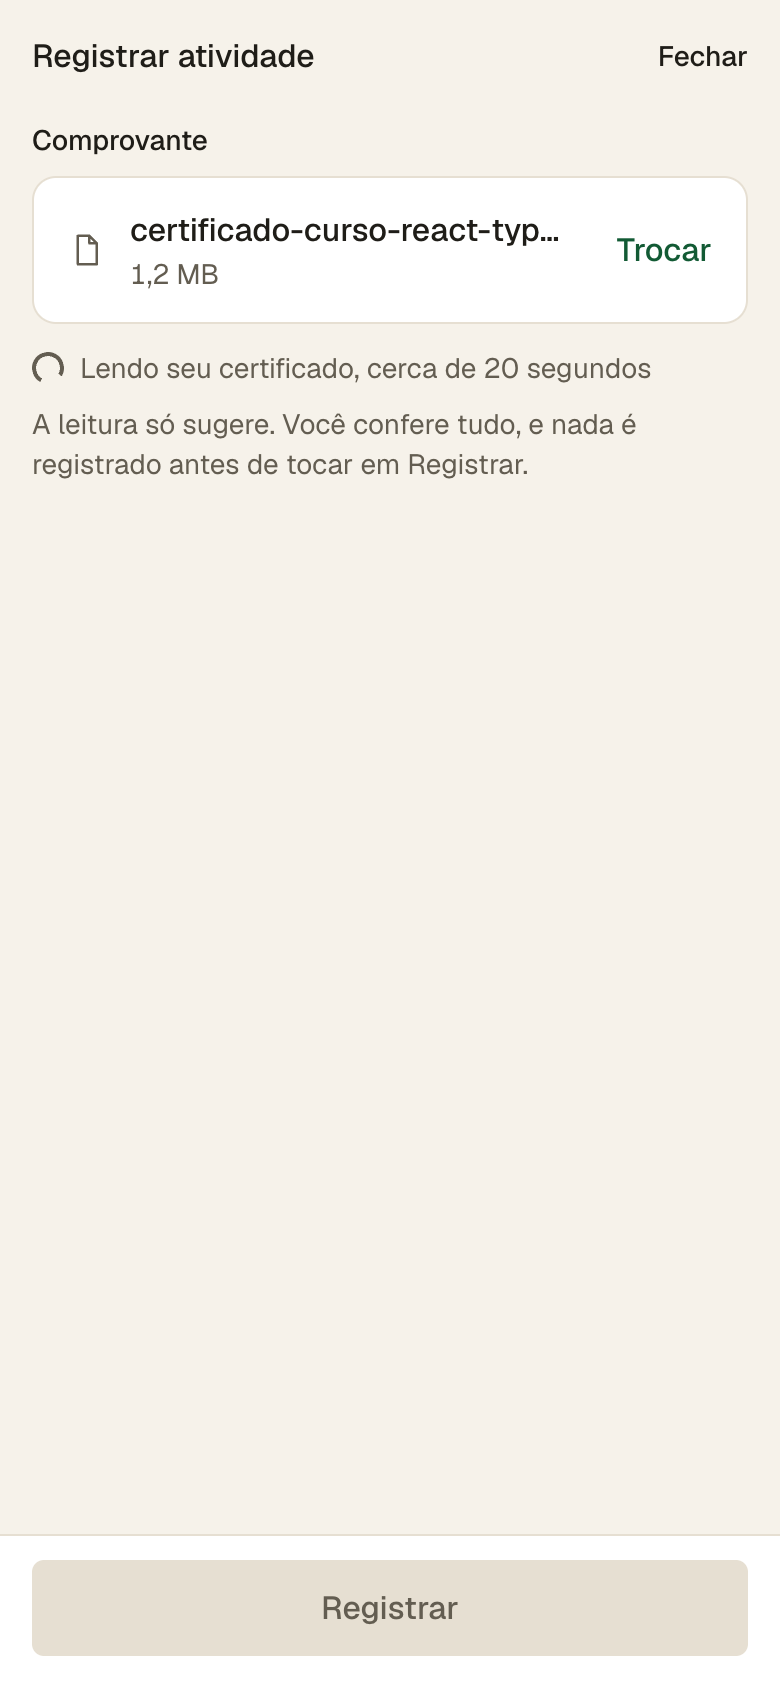 Registrar atividade
Fechar
Comprovante
certificado-curso-react-typ...
1,2 MB
Trocar
Lendo seu certificado, cerca de 20 segundos
A leitura só sugere. Você confere tudo, e nada é
registrado antes de tocar em Registrar.
Registrar